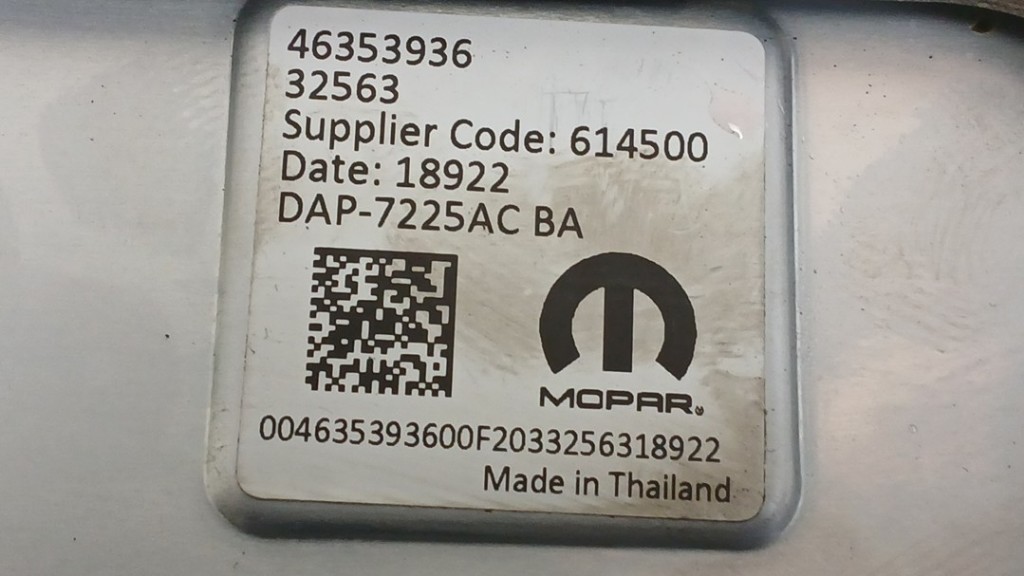 46353936
32563
Supplier Code: 614500
Date: 18922
DAP-7225AC BA
MOPAR
004635393600F2033256318922
Made in Thailand